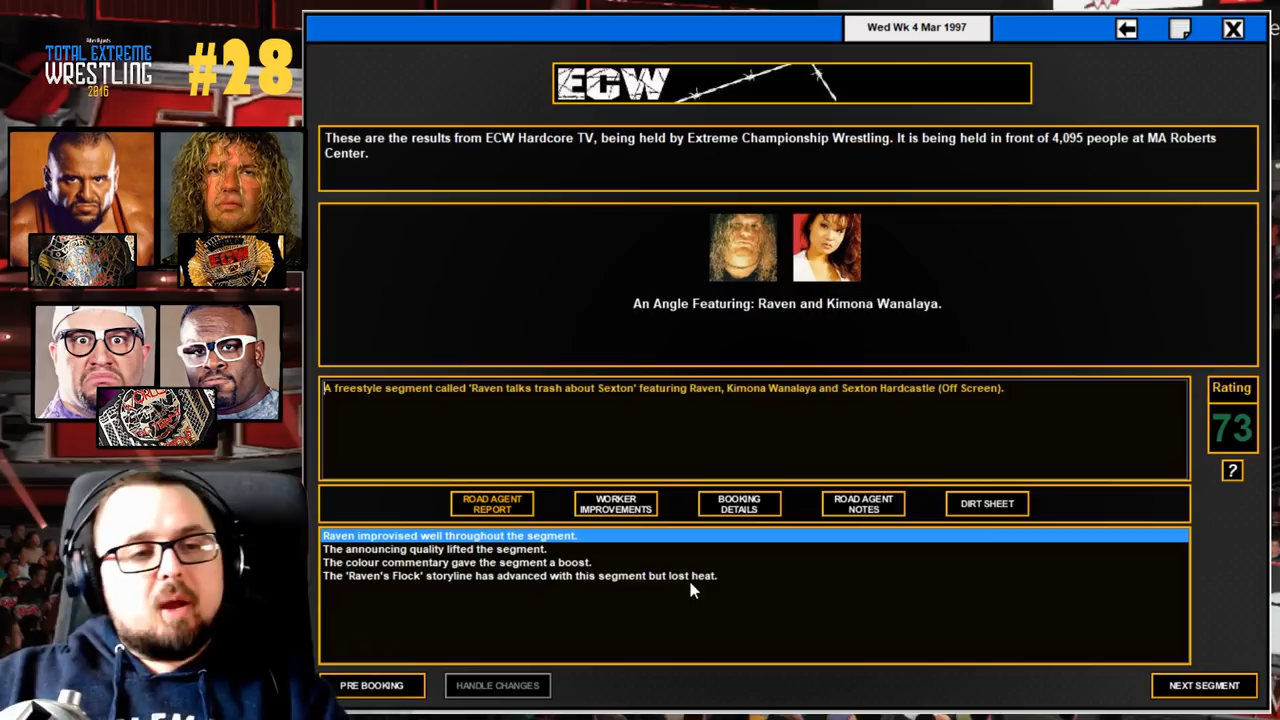 TOTAL EXTREME
WRESTLING
2016
#28
Wed Wk 4 Mar 1997
ECW
These are the results from ECW Hardcore TV, being held by Extreme Championship Wrestling. It is being held in front of 4,095 people at MA Roberts
Center.
An Angle Featuring: Raven and Kimona Wanalaya.
A freestyle segment called 'Raven talks trash about Sexton' featuring Raven, Kimona Wanalaya and Sexton Hardcastle (Off Screen).
Rating
73
?
ROAD AGENT
REPORT
WORKER
IMPROVEMENTS
BOOKING
DETAILS
ROAD AGENT
NOTES
DIRT SHEET
Raven improvised well throughout the segment.
The announcing quality lifted the segment.
The colour commentary gave the segment a boost.
The 'Raven's Flock' storyline has advanced with this segment but lost heat.
PRE BOOKING
HANDLE CHANGES
NEXT SEGMENT